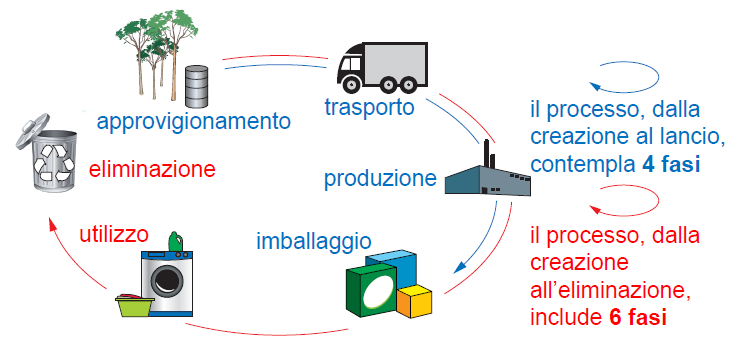 approvigionamento
trasporto
produzione
imballaggio
utilizzo
eliminazione
il processo, dalla
creazione al lancio,
contempla 4 fasi
il processo, dalla
creazione
all'eliminazione,
include 6 fasi